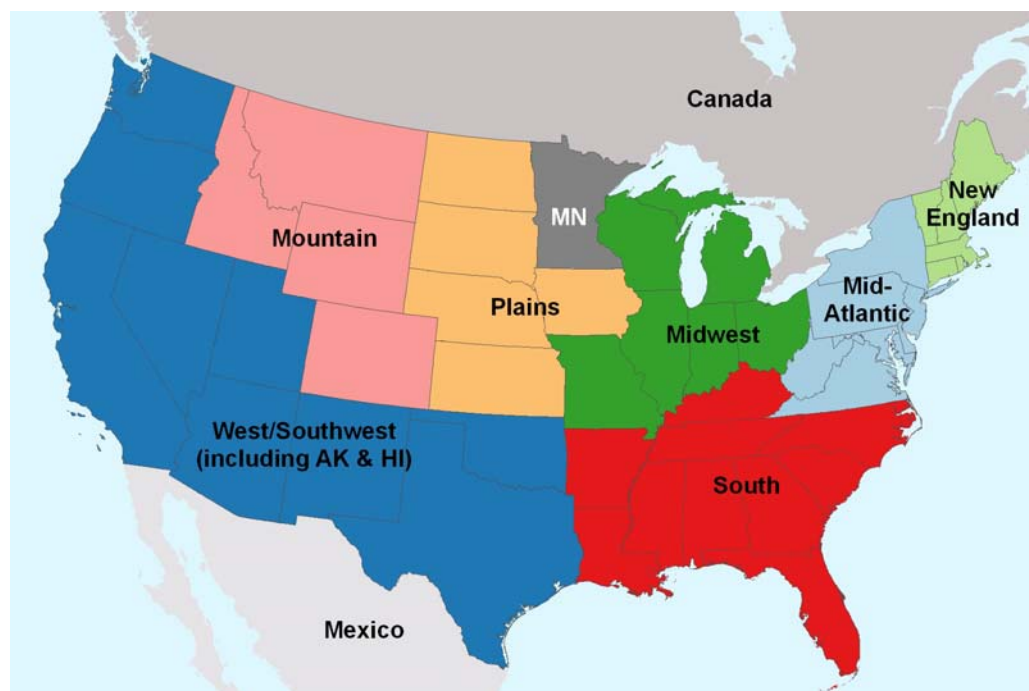 Canada
New
England
MN
Mountain
Mid-
Atlantic
Plains
Midwest
West/Southwest
(including AK & HI)
South
Mexico